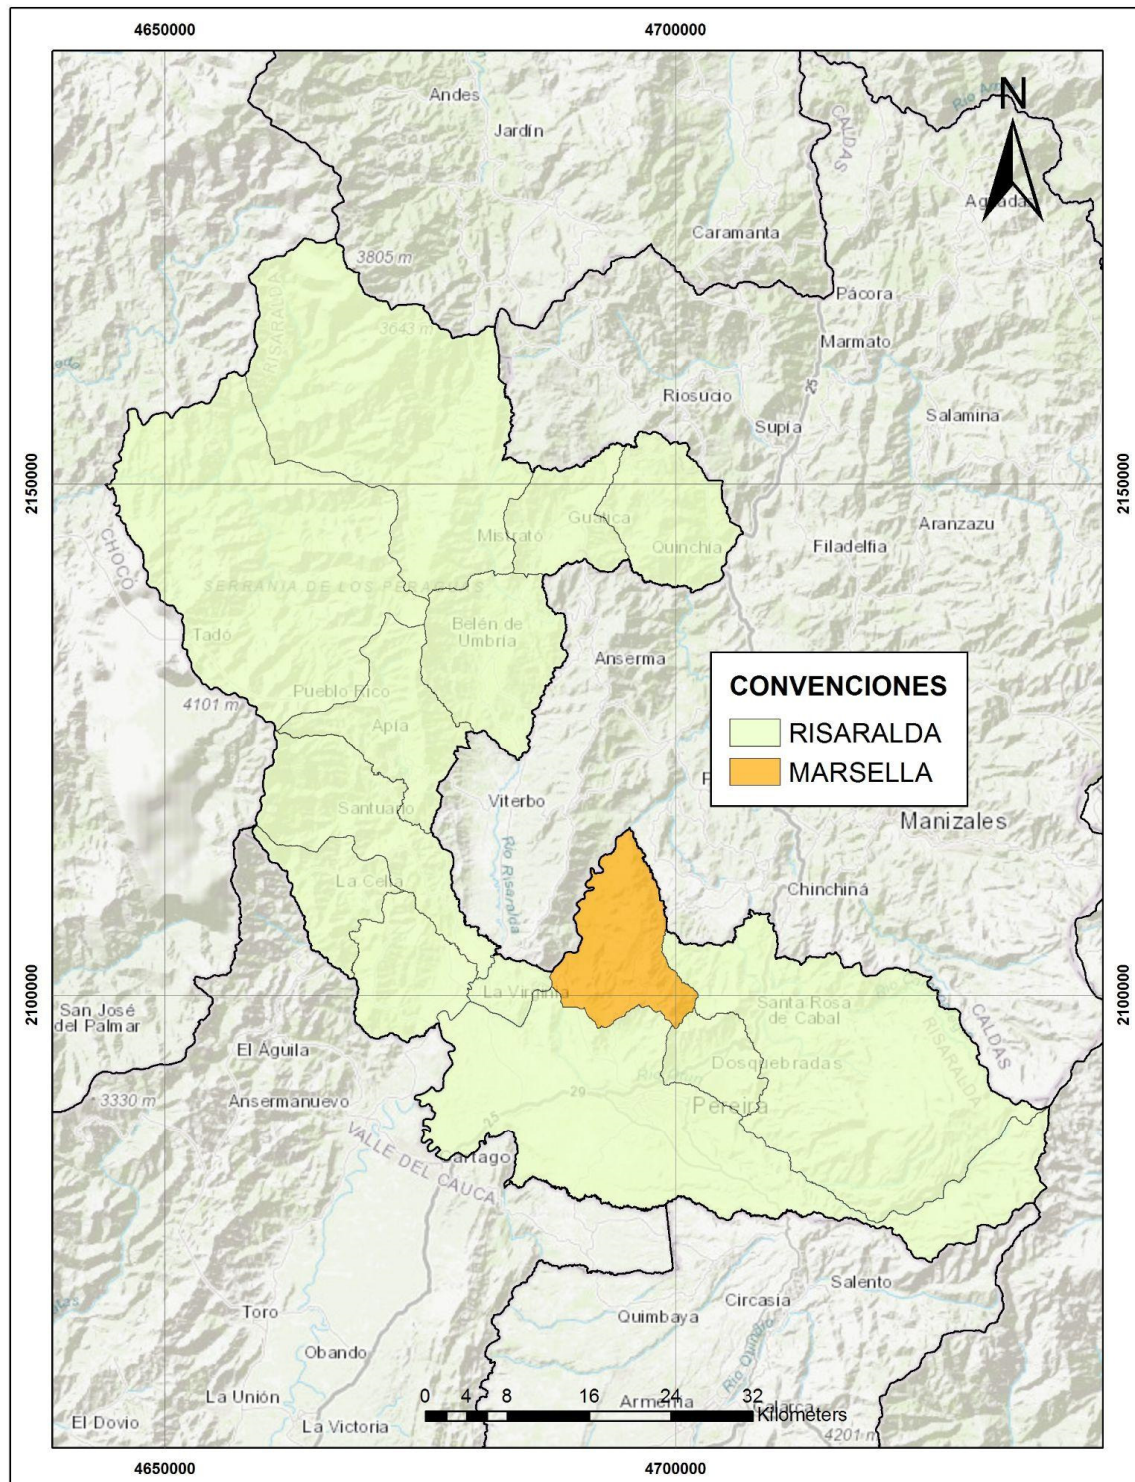 4650000
4700000
Andes
Jardín
CALDAS
N
Aguadas
Caramanta
3805 m
Pácora
RISARALDA
3643 m
Marmato
25
Riosucio
Salamina
Supía
2150000
2150000
Guática
Aranzazu
Mistrató
Quinchía
Filadelfia
CHOCÓ
SERRANÍA DE LOS PARAGUAS
Tadó
Belén de
Umbría
Anserma
CONVENCIONES
RISARALDA
MARSELLA
Pueblo Rico
4101 m
Apía
Santuario
Viterbo
Manizales
Río Risaralda
La Celia
Chinchiná
2100000
2100000
La Virginia
Santa Rosa
de Cabal
San José
del Palmar
CALDAS
RISARALDA
El Águila
Dosquebradas
3330 m
Ansermanuevo
29
Pereira
25
VALLE DEL CAUCA
Cartago
Salento
Toro
Circasia
Quimbaya
Río Quindío
Obando
La Unión
0 4 8 16 24 32
Kilometers
Armenia
El Dovio
La Victoria
4201 m
4650000
4700000